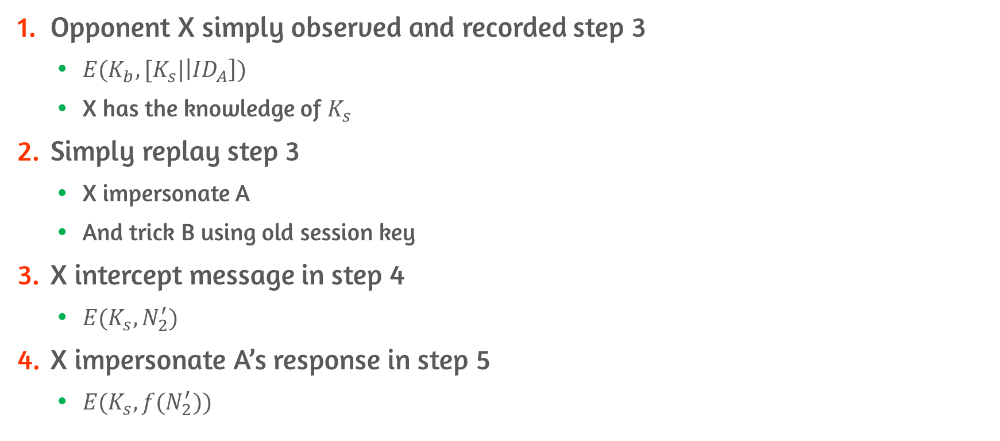 1. Opponent X simply observed and recorded step 3
• E(K_b, [K_s||ID_A])
• X has the knowledge of K_s
2. Simply replay step 3
• X impersonate A
• And trick B using old session key
3. X intercept message in step 4
• E(K_s, N_2′)
4. X impersonate A’s response in step 5
• E(K_s, f(N_2′))